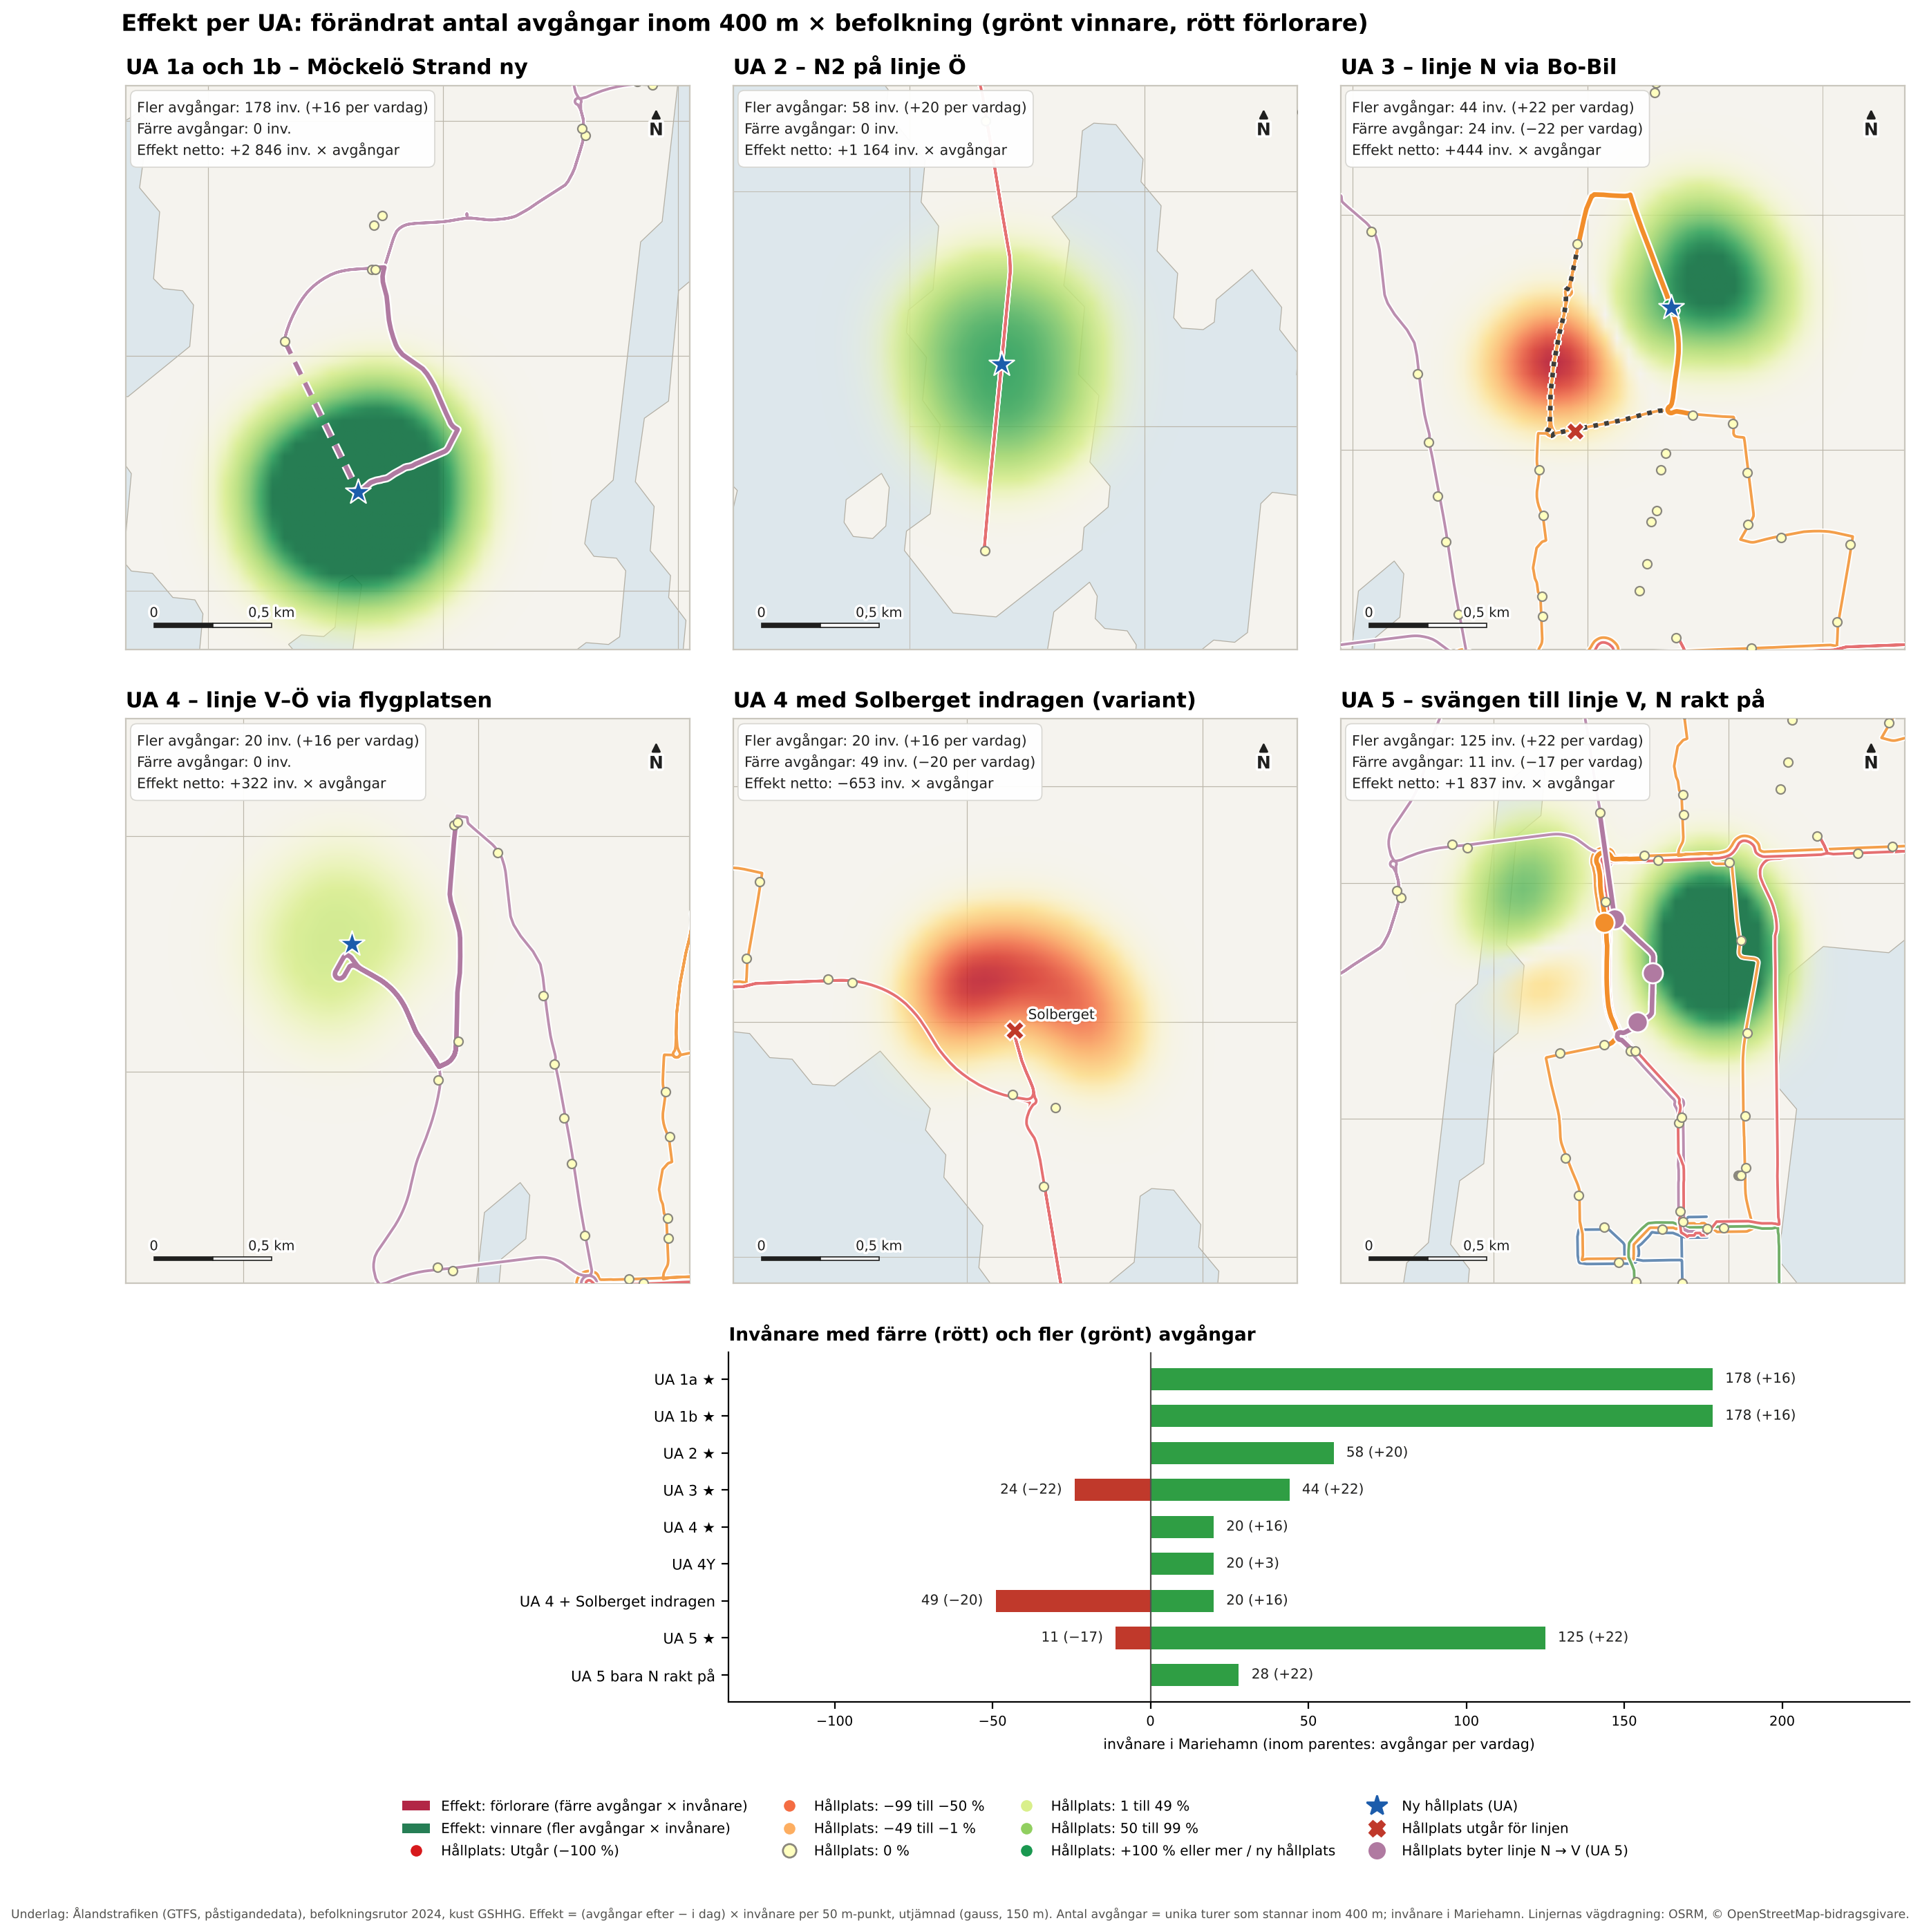 Effekt per UA: förändrat antal avgångar inom 400 m × befolkning (grönt vinnare, rött förlorare)
UA 1a och 1b – Möckelö Strand ny
Fler avgångar: 178 inv. (+16 per vardag)
Färre avgångar: 0 inv.
Effekt netto: +2 846 inv. × avgångar
N
0 0,5 km
UA 2 – N2 på linje Ö
Fler avgångar: 58 inv. (+20 per vardag)
Färre avgångar: 0 inv.
Effekt netto: +1 164 inv. × avgångar
N
0 0,5 km
UA 3 – linje N via Bo-Bil
Fler avgångar: 44 inv. (+22 per vardag)
Färre avgångar: 24 inv. (−22 per vardag)
Effekt netto: +444 inv. × avgångar
N
0 0,5 km
UA 4 – linje V–Ö via flygplatsen
Fler avgångar: 20 inv. (+16 per vardag)
Färre avgångar: 0 inv.
Effekt netto: +322 inv. × avgångar
N
0 0,5 km
UA 4 med Solberget indragen (variant)
Fler avgångar: 20 inv. (+16 per vardag)
Färre avgångar: 49 inv. (−20 per vardag)
Effekt netto: −653 inv. × avgångar
N
Solberget
0 0,5 km
UA 5 – svängen till linje V, N rakt på
Fler avgångar: 125 inv. (+22 per vardag)
Färre avgångar: 11 inv. (−17 per vardag)
Effekt netto: +1 837 inv. × avgångar
N
0 0,5 km
Invånare med färre (rött) och fler (grönt) avgångar
UA 1a ★ 178 (+16)
UA 1b ★ 178 (+16)
UA 2 ★ 58 (+20)
UA 3 ★ 24 (−22) 44 (+22)
UA 4 ★ 20 (+16)
UA 4Y 20 (+3)
UA 4 + Solberget indragen 49 (−20) 20 (+16)
UA 5 ★ 11 (−17) 125 (+22)
UA 5 bara N rakt på 28 (+22)
−100 −50 0 50 100 150 200
invånare i Mariehamn (inom parentes: avgångar per vardag)
Effekt: förlorare (färre avgångar × invånare)
Effekt: vinnare (fler avgångar × invånare)
Hållplats: Utgår (−100 %)
Hållplats: −99 till −50 %
Hållplats: −49 till −1 %
Hållplats: 0 %
Hållplats: 1 till 49 %
Hållplats: 50 till 99 %
Hållplats: +100 % eller mer / ny hållplats
Ny hållplats (UA)
Hållplats utgår för linjen
Hållplats byter linje N → V (UA 5)
Underlag: Ålandstrafiken (GTFS, påstigandedata), befolkningsrutor 2024, kust GSHHG. Effekt = (avgångar efter − i dag) × invånare per 50 m-punkt, utjämnad (gauss, 150 m). Antal avgångar = unika turer som stannar inom 400 m; invånare i Mariehamn. Linjernas vägdragning: OSRM, © OpenStreetMap-bidragsgivare.